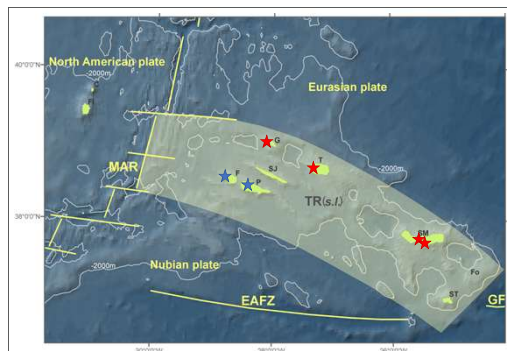 North American plate
-2000m
40°0'0"N
Eurasian plate
G
MAR
T
-2000m
SJ
F
P
TR(s.l.)
38°0'0"N
SM
-2000m
Nubian plate
Fo
ST
EAFZ
GF